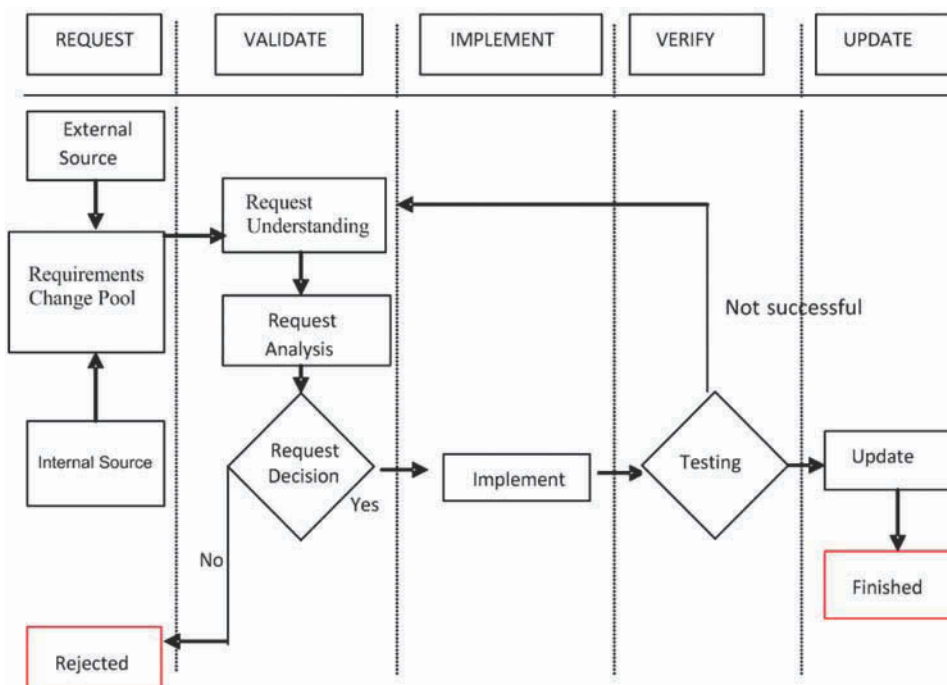 REQUEST
VALIDATE
IMPLEMENT
VERIFY
UPDATE
External
Source
Request
Understanding
Requirements
Change Pool
Not successful
Request
Analysis
Internal Source
Request
Decision
Yes
Implement
Testing
Update
No
Finished
Rejected